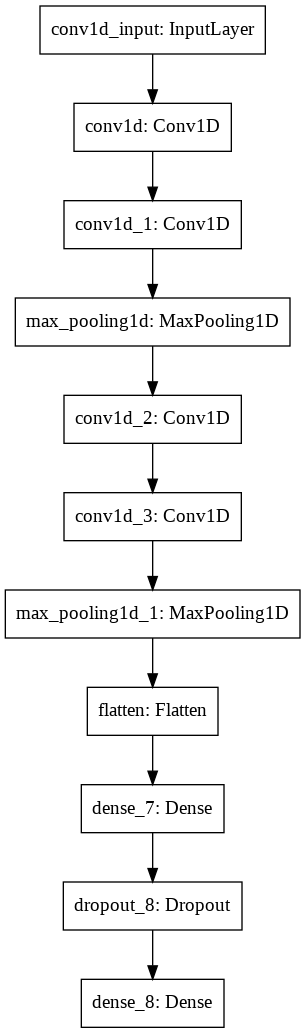 conv1d_input: InputLayer
conv1d: Conv1D
conv1d_1: Conv1D
max_pooling1d: MaxPooling1D
conv1d_2: Conv1D
conv1d_3: Conv1D
max_pooling1d_1: MaxPooling1D
flatten: Flatten
dense_7: Dense
dropout_8: Dropout
dense_8: Dense